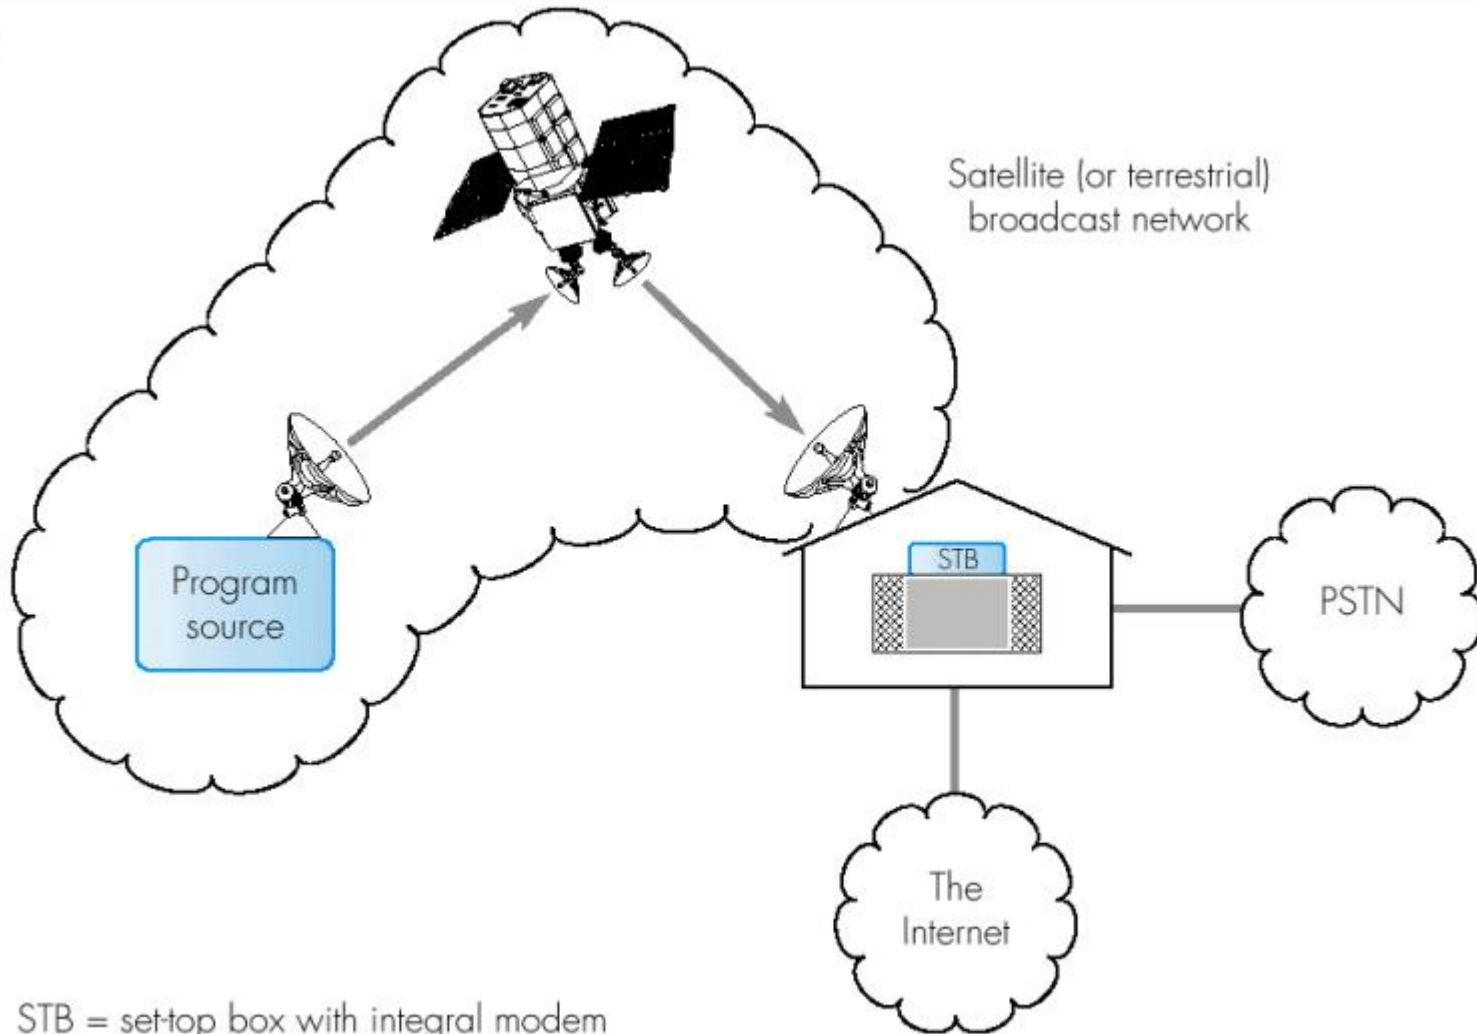 Satellite (or terrestrial)
broadcast network
Program
source
STB
PSTN
The
Internet
STB = set-top box with integral modem